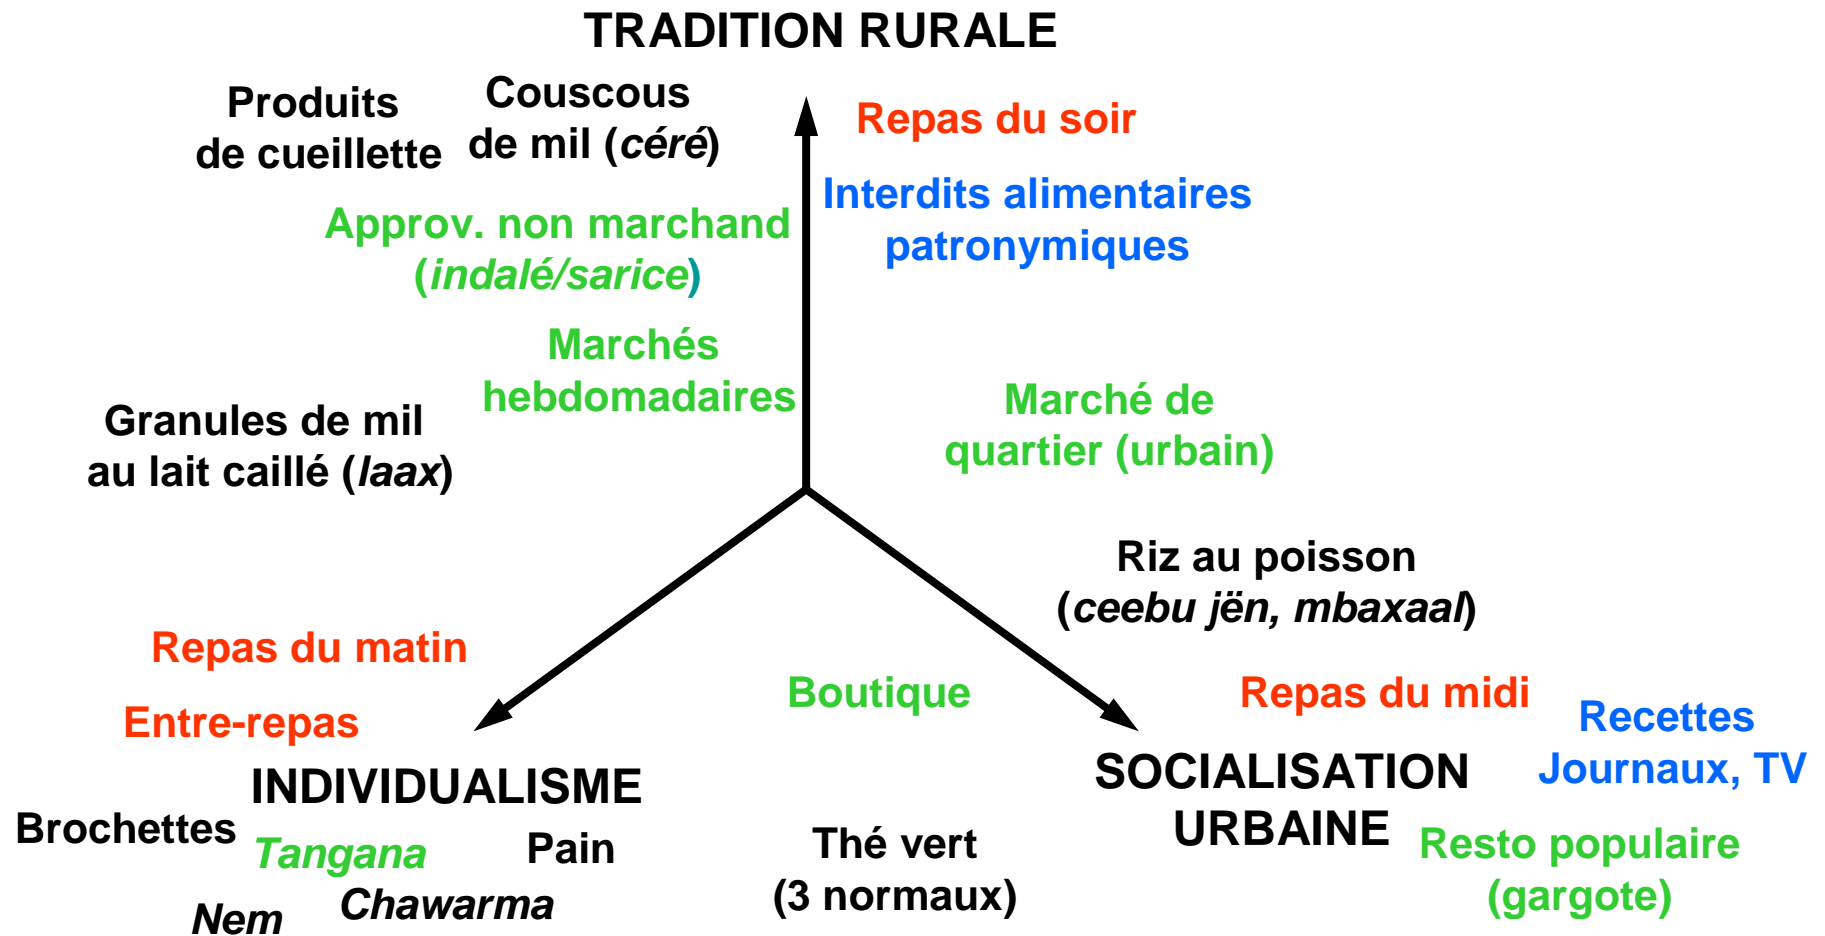 TRADITION RURALE
Produits
de cueillette
Couscous
de mil (céré)
Repas du soir
Interdits alimentaires
patronymiques
Approv. non marchand
(indalé/sarice)
Marchés
hebdomadaires
Marché de
quartier (urbain)
Granules de mil
au lait caillé (laax)
Riz au poisson
(ceebu jën, mbaxaal)
Repas du matin
Entre-repas
Boutique
Repas du midi
Recettes
Journaux, TV
INDIVIDUALISME
SOCIALISATION
URBAINE
Brochettes
Tangana
Pain
Nem
Chawarma
Thé vert
(3 normaux)
Resto populaire
(gargote)